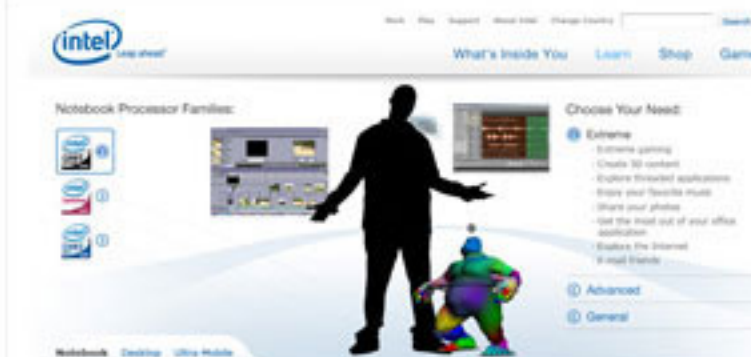 Work Play Support About Intel Change Country Search
intel
Leap ahead
What's Inside You Learn Shop Game
Notebook Processor Families:
Choose Your Need:
Extreme
Extreme gaming
Create 3D content
Explore threaded applications
Enjoy your favorite music
Share your photos
Get the most out of your office
application
Explore the Internet
E-mail friends
Advanced
General
Notebook Desktop Ultra Mobile